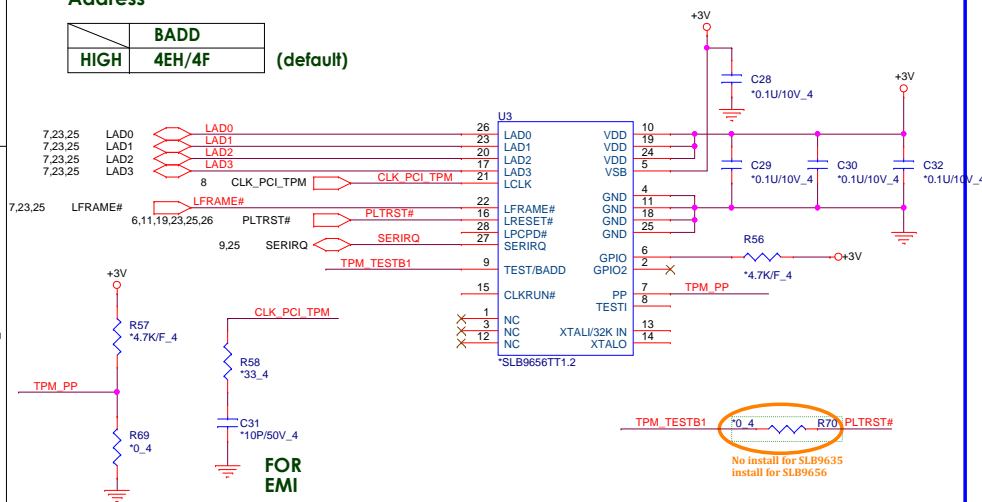 Address
BADD
HIGH 4EH/4F (default)
+3V
C28
*0.1U/10V_4
+3V
C29
*0.1U/10V_4
C30
*0.1U/10V_4
C32
*0.1U/10V_4
U3
7,23,25 LAD0 LAD0 26 LAD0 VDD 10
7,23,25 LAD1 LAD1 23 LAD1 VDD 19
7,23,25 LAD2 LAD2 20 LAD2 VDD 24
7,23,25 LAD3 LAD3 17 LAD3 VSB 5
8 CLK_PCI_TPM CLK_PCI_TPM 21 LCLK
GND 4
7,23,25 LFRAME# LFRAME# 22 LFRAME# GND 11
6,11,19,23,25,26 PLTRST# PLTRST# 16 LRESET# GND 18
28 LPCPD# GND 25
9,25 SERIRQ SERIRQ 27 SERIRQ
GPIO 6
TPM_TESTB1 9 TEST/BADD GPIO2 2
R56
*4.7K/F_4
+3V
15 CLKRUN# PP 7 TPM_PP
TESTI 8
1 NC
3 NC XTALI/32K IN 13
12 NC XTALO 14
*SLB9656TT1.2
+3V
R57
*4.7K/F_4
TPM_PP
R69
*0_4
CLK_PCI_TPM
R58
*33_4
C31
*10P/50V_4
FOR
EMI
TPM_TESTB1 *0_4 R70 PLTRST#
No install for SLB9635
install for SLB9656